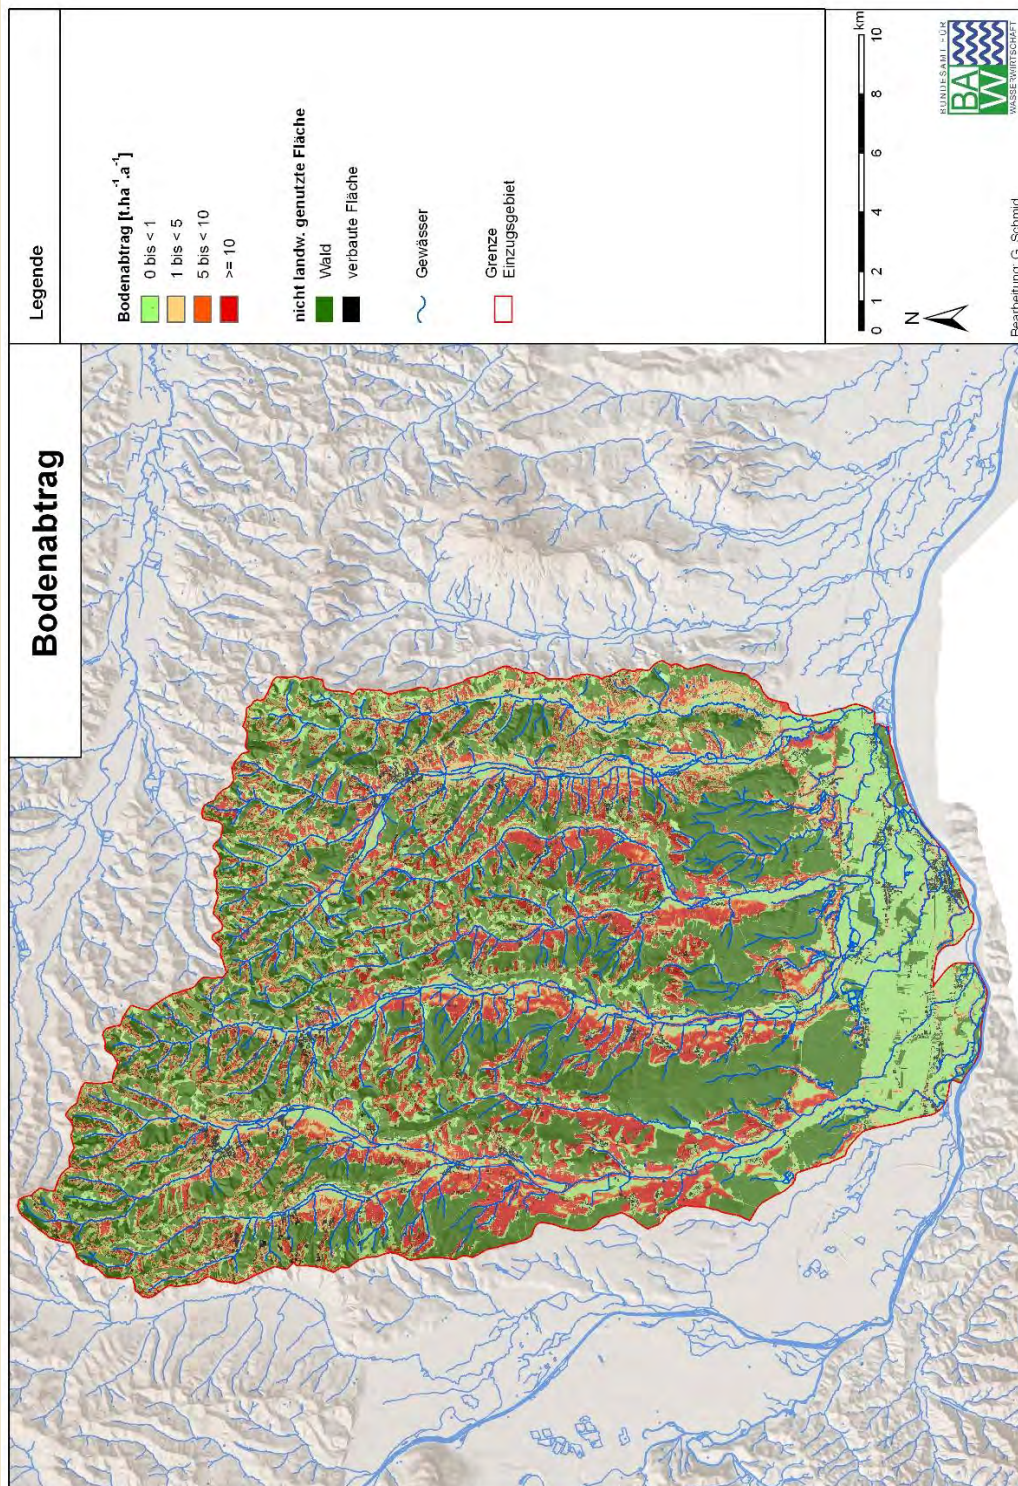 Bodenabtrag
Legende
Bodenabtrag [t.ha⁻¹.a⁻¹]
0 bis < 1
1 bis < 5
5 bis < 10
>= 10
nicht landw. genutzte Fläche
Wald
verbaute Fläche
Gewässer
Grenze
Einzugsgebiet
km
0 1 2 4 6 8 10
N
BUNDESAMT FÜR
BAW
WASSERWIRTSCHAFT
Bearbeitung: G. Schmid